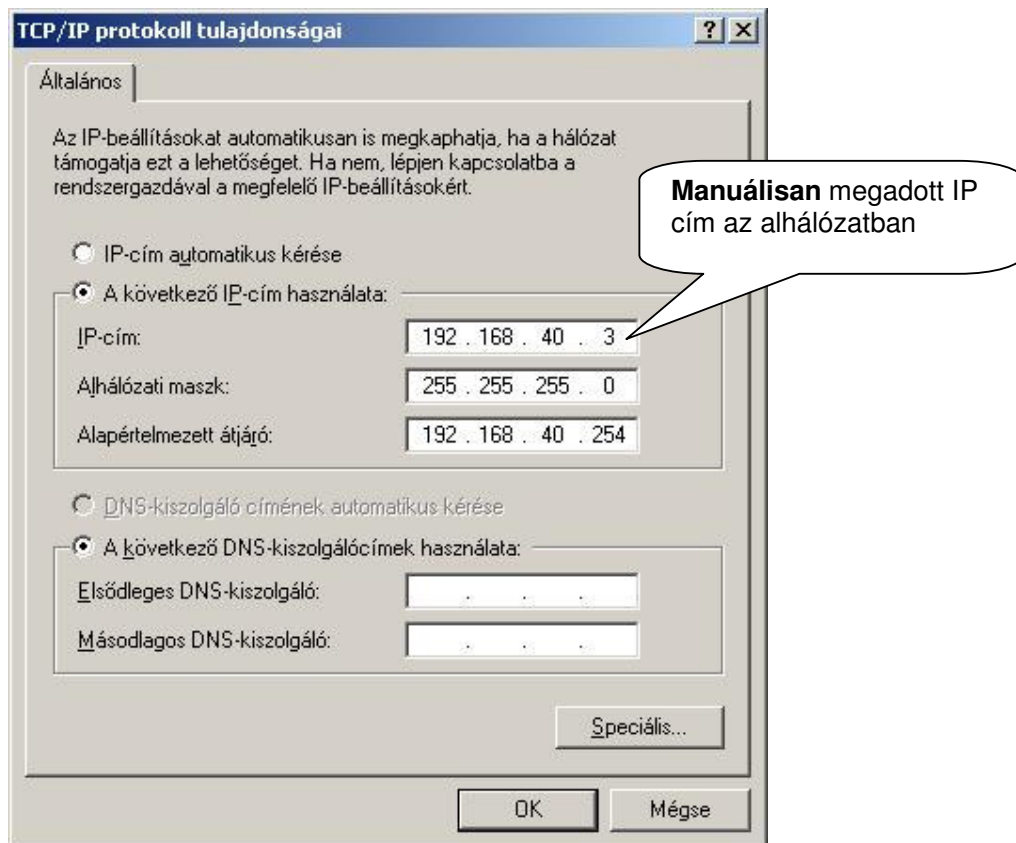 TCP/IP protokoll tulajdonságai
Általános
Az IP-beállításokat automatikusan is megkaphatja, ha a hálózat
támogatja ezt a lehetőséget. Ha nem, lépjen kapcsolatba a
rendszergazdával a megfelelő IP-beállításokért.
Manuálisan megadott IP
cím az alhálózatban
IP-cím automatikus kérése
A következő IP-cím használata:
IP-cím: 192 . 168 . 40 . 3
Alhálózati maszk: 255 . 255 . 255 . 0
Alapértelmezett átjáró: 192 . 168 . 40 . 254
DNS-kiszolgáló címének automatikus kérése
A következő DNS-kiszolgálócímek használata:
Elsődleges DNS-kiszolgáló: . . .
Másodlagos DNS-kiszolgáló: . . .
Speciális...
OK Mégse